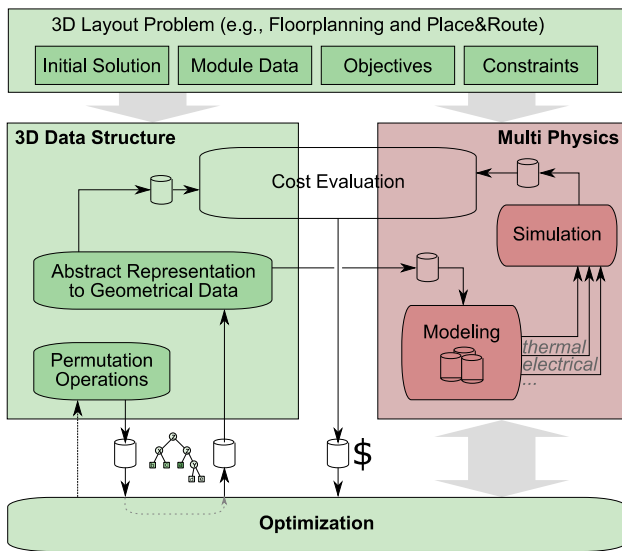 3D Layout Problem (e.g., Floorplanning and Place&Route)
Initial Solution
Module Data
Objectives
Constraints
3D Data Structure
Multi Physics
Cost Evaluation
Simulation
Abstract Representation
to Geometrical Data
Modeling
thermal
electrical
...
Permutation
Operations
$
Optimization